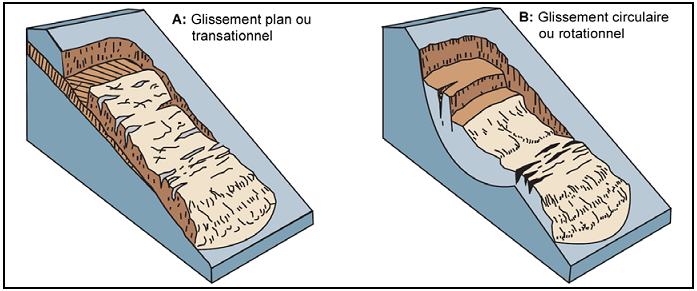 A: Glissement plan ou
transationnel
B: Glissement circulaire
ou rotationnel